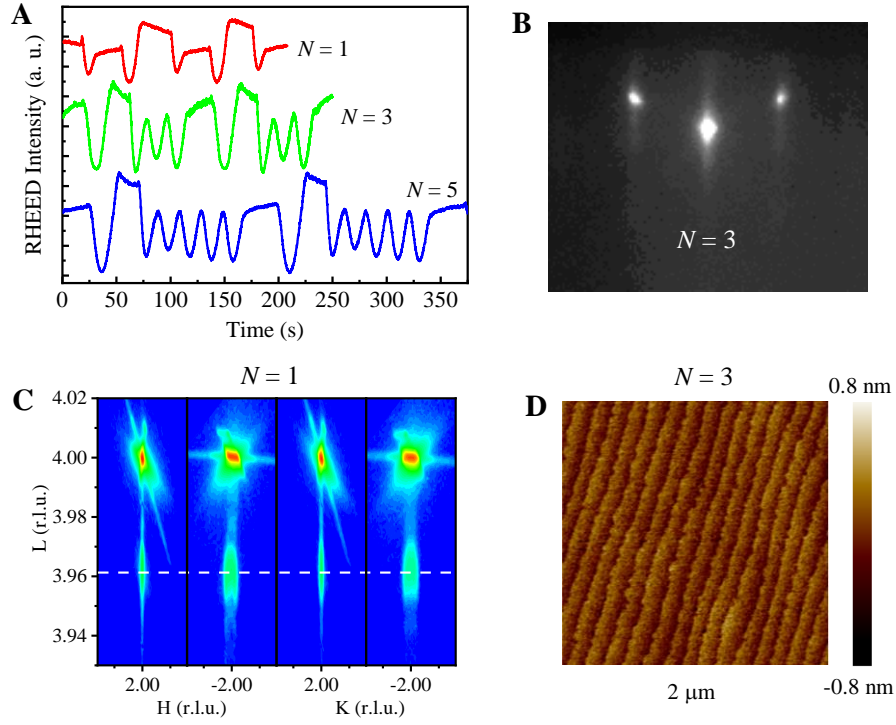 A
RHEED Intensity (a. u.)
N = 1
N = 3
N = 5
0 50 100 150 200 250 300 350
Time (s)
B
N = 3
C
N = 1
L (r.l.u.)
4.02
4.00
3.98
3.96
3.94
2.00 -2.00 2.00 -2.00
H (r.l.u.) K (r.l.u.)
D
N = 3
0.8 nm
2 μm
-0.8 nm